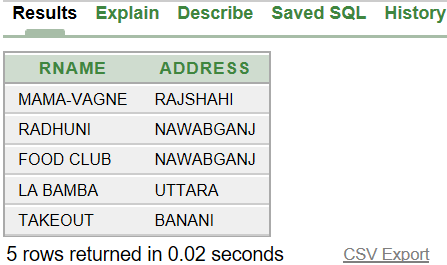 Results Explain Describe Saved SQL History
RNAME ADDRESS
MAMA-VAGNE RAJSHAHI
RADHUNI NAWABGANJ
FOOD CLUB NAWABGANJ
LA BAMBA UTTARA
TAKEOUT BANANI
5 rows returned in 0.02 seconds CSV Export